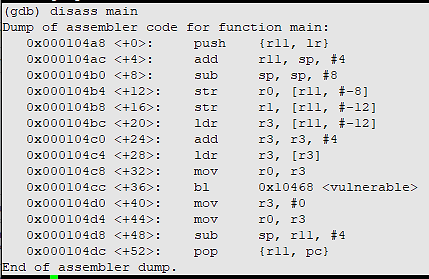 (gdb) disass main
Dump of assembler code for function main:
0x000104a8 <+0>: push {r11, lr}
0x000104ac <+4>: add r11, sp, #4
0x000104b0 <+8>: sub sp, sp, #8
0x000104b4 <+12>: str r0, [r11, #-8]
0x000104b8 <+16>: str r1, [r11, #-12]
0x000104bc <+20>: ldr r3, [r11, #-12]
0x000104c0 <+24>: add r3, r3, #4
0x000104c4 <+28>: ldr r3, [r3]
0x000104c8 <+32>: mov r0, r3
0x000104cc <+36>: bl 0x10468 <vulnerable>
0x000104d0 <+40>: mov r3, #0
0x000104d4 <+44>: mov r0, r3
0x000104d8 <+48>: sub sp, r11, #4
0x000104dc <+52>: pop {r11, pc}
End of assembler dump.